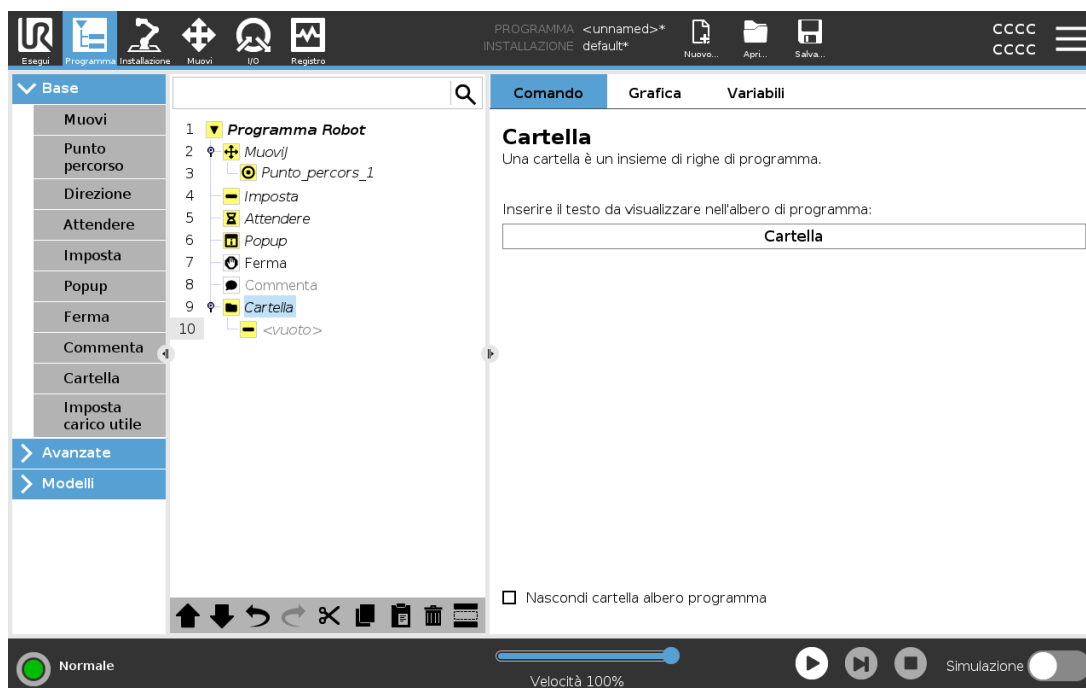 UR
Esegui
Programma
Installazione
Muovi
I/O
Registro
PROGRAMMA <unnamed>*
INSTALLAZIONE default*
Nuovo...
Apri...
Salva...
CCCC
CCCC
Base
Muovi
Punto
percorso
Direzione
Attendere
Imposta
Popup
Ferma
Commenta
Cartella
Imposta
carico utile
Avanzate
Modelli
1 Programma Robot
2 MuoviJ
3 Punto_percors_1
4 Imposta
5 Attendere
6 Popup
7 Ferma
8 Commenta
9 Cartella
10 <vuoto>
Comando Grafica Variabili
Cartella
Una cartella è un insieme di righe di programma.
Inserire il testo da visualizzare nell'albero di programma:
Cartella
Nascondi cartella albero programma
Normale
Velocità 100%
Simulazione